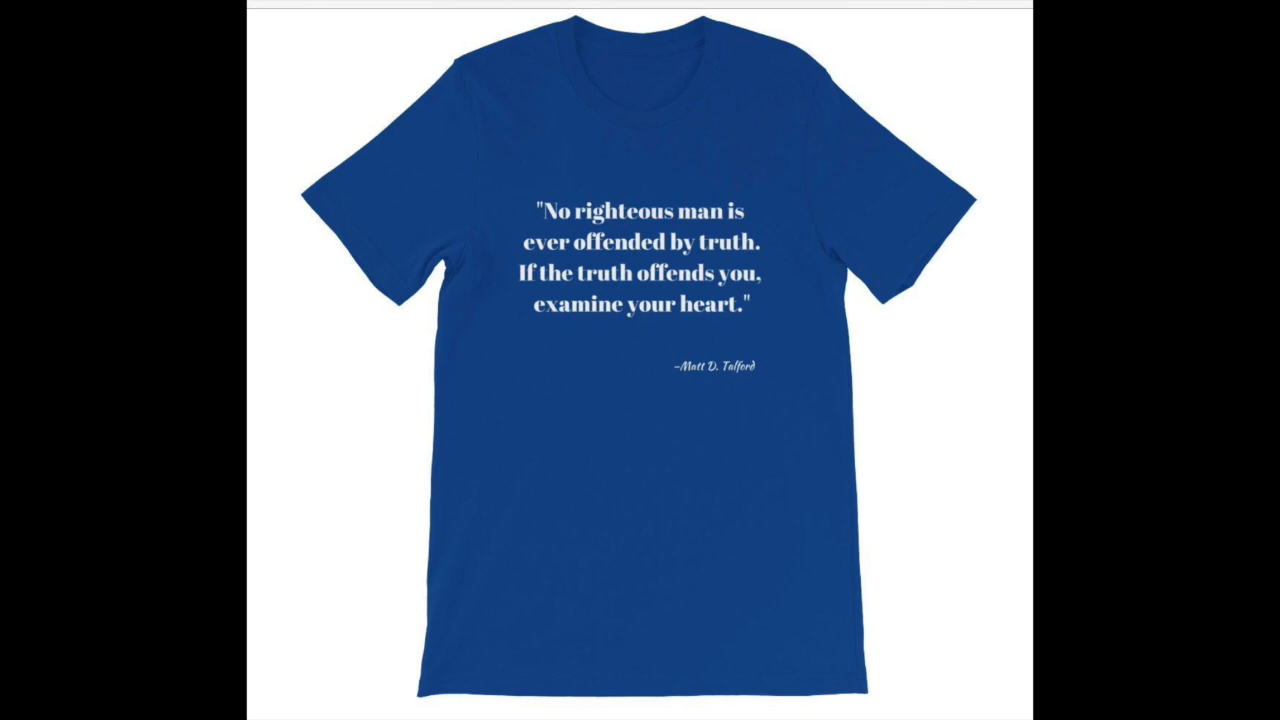 "No righteous man is
ever offended by truth.
If the truth offends you,
examine your heart."
–Matt D. Talford